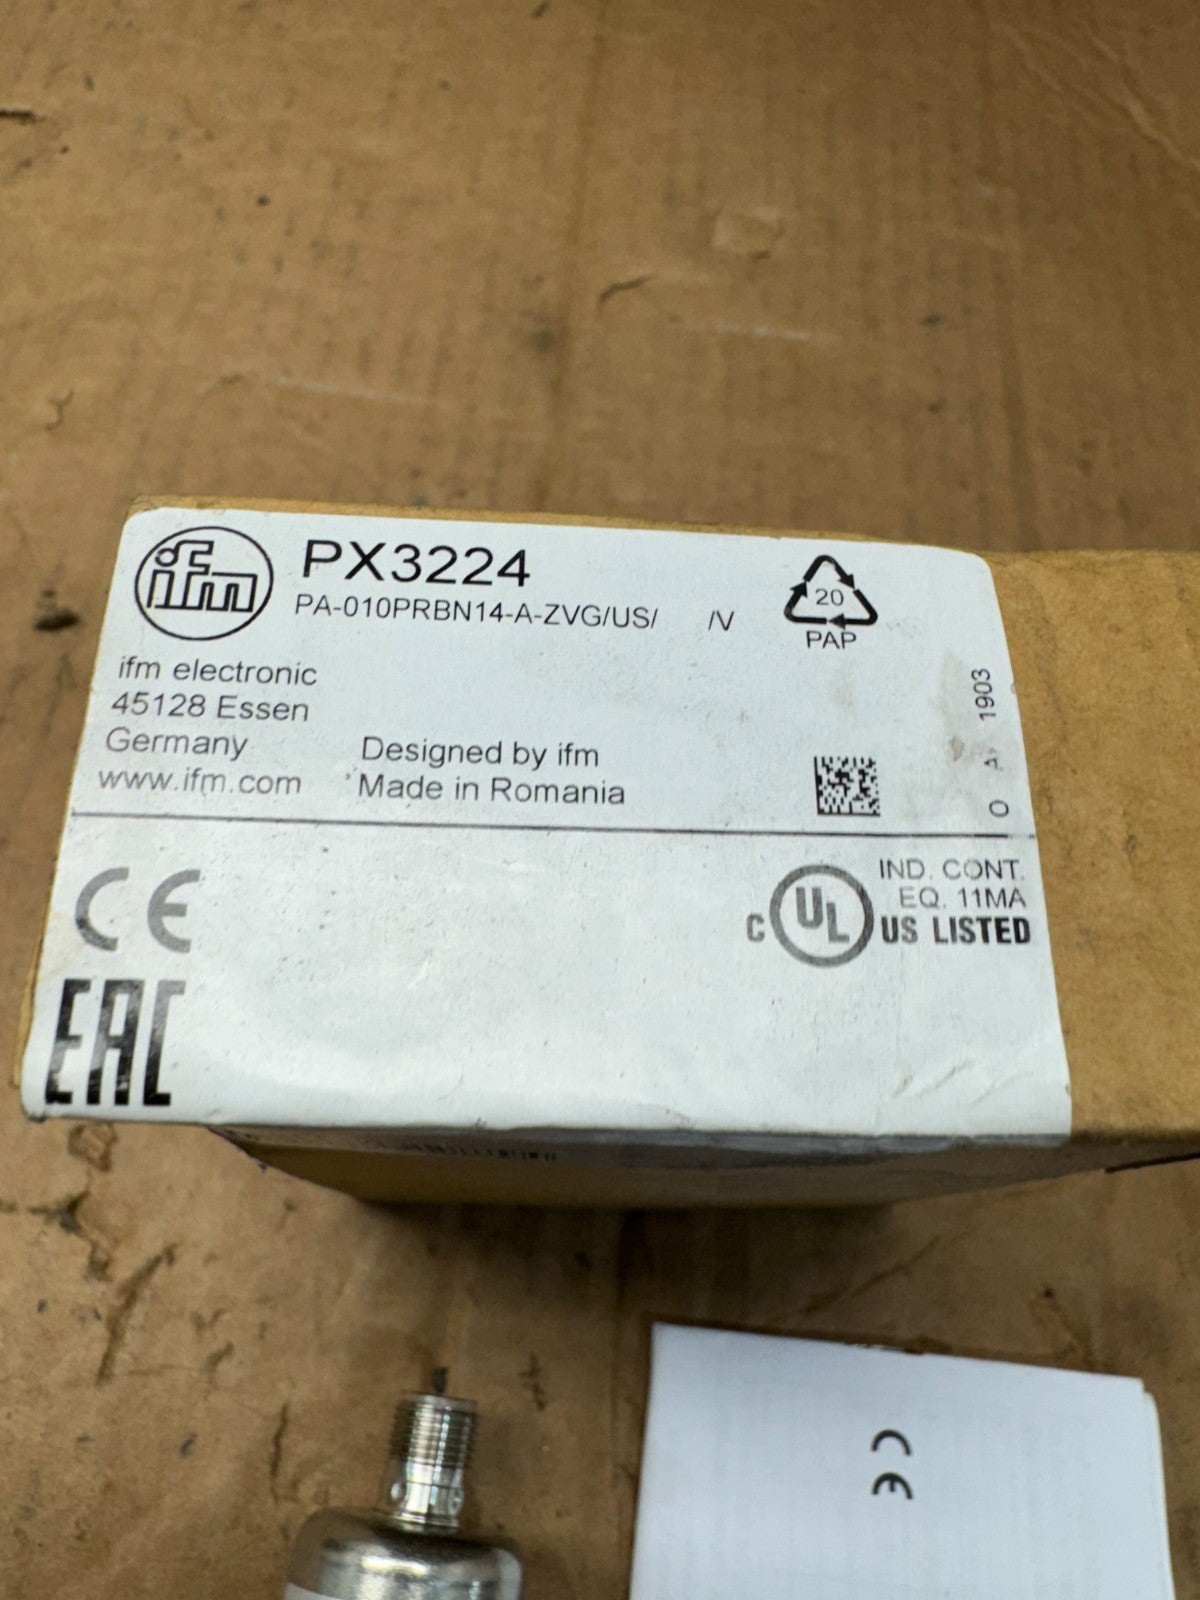 ifm
PX3224
PA-010PRBN14-A-ZVG/US/ /V
20
PAP
ifm electronic
45128 Essen
Germany
www.ifm.com
Designed by ifm
Made in Romania
1903
CE
EAC
C UL US LISTED
IND. CONT.
EQ. 11MA
CE